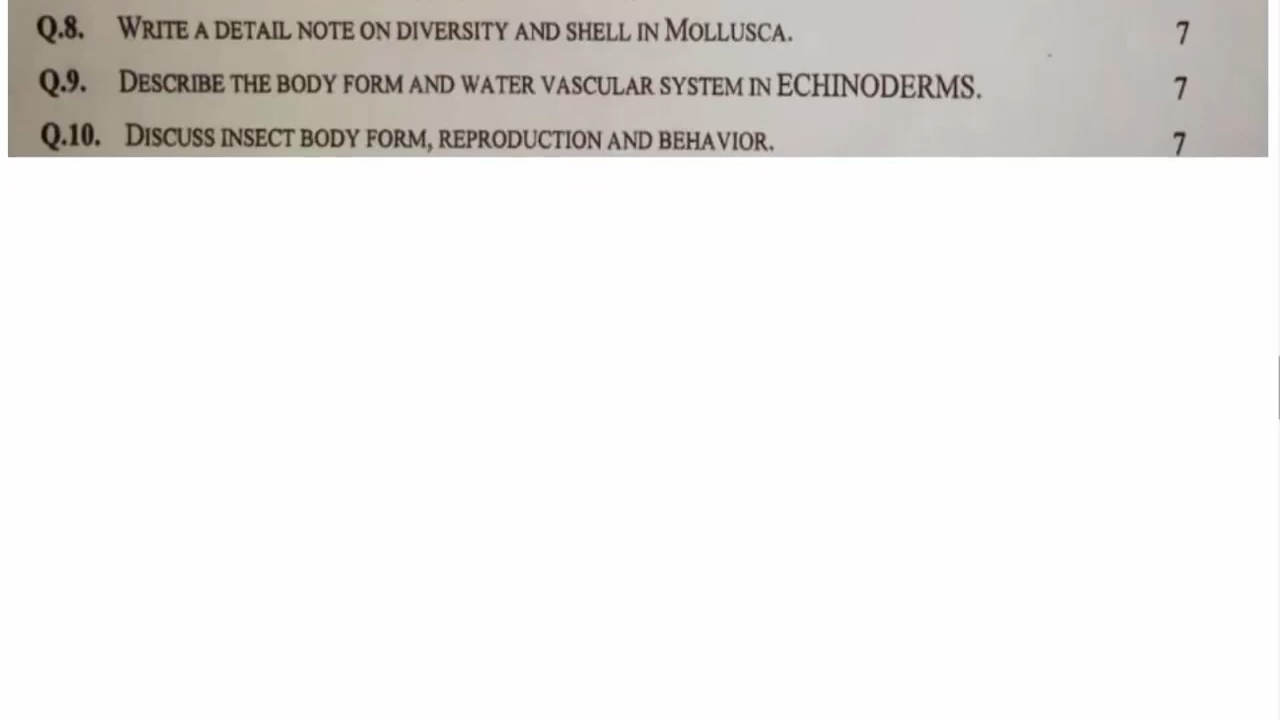 Q.8. WRITE A DETAIL NOTE ON DIVERSITY AND SHELL IN MOLLUSCA. 7
Q.9. DESCRIBE THE BODY FORM AND WATER VASCULAR SYSTEM IN ECHINODERMS. 7
Q.10. DISCUSS INSECT BODY FORM, REPRODUCTION AND BEHAVIOR. 7